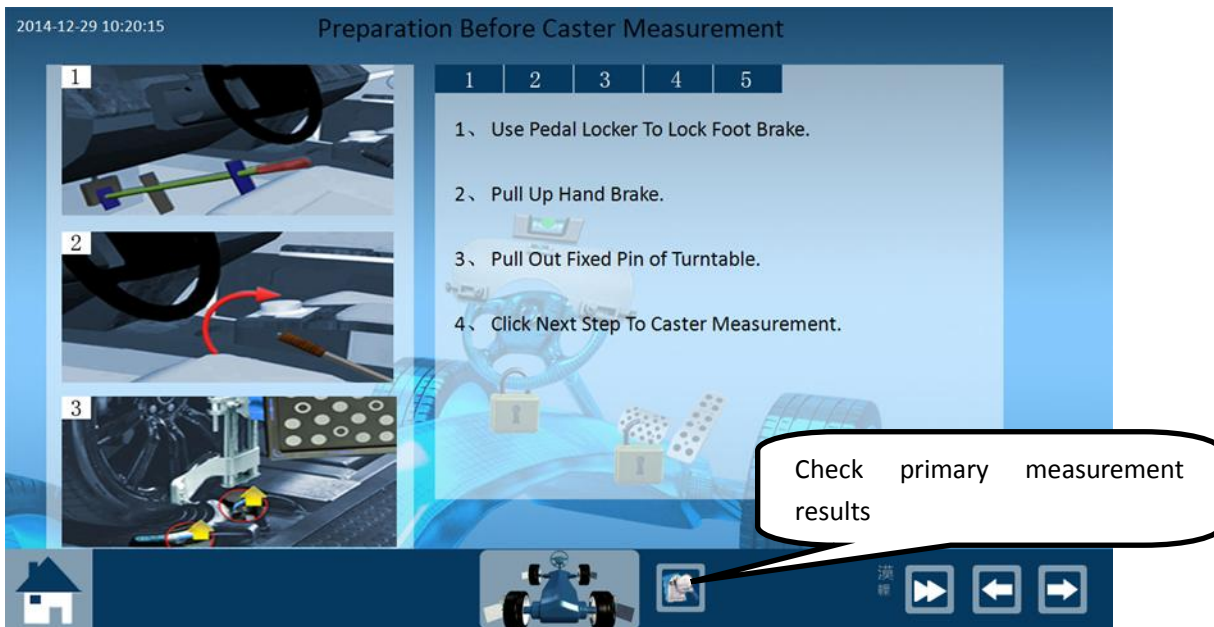 2014-12-29 10:20:15
Preparation Before Caster Measurement
1
2
3
1 2 3 4 5
1、 Use Pedal Locker To Lock Foot Brake.
2、 Pull Up Hand Brake.
3、 Pull Out Fixed Pin of Turntable.
4、 Click Next Step To Caster Measurement.
Check primary measurement
results